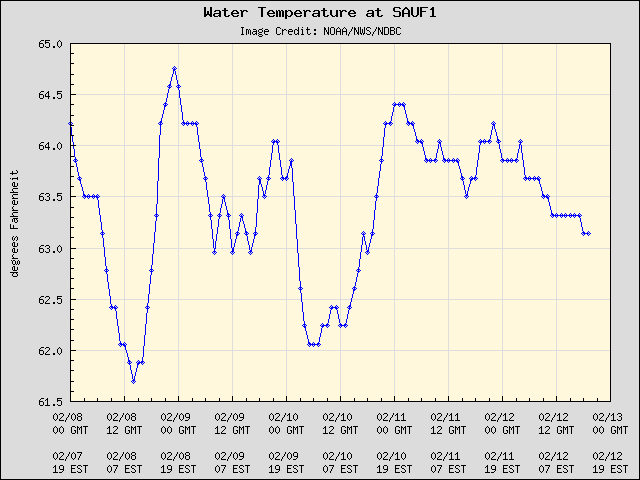 Water Temperature at SAUF1
Image Credit: NOAA/NWS/NDBC
degrees Fahrenheit
65.0
64.5
64.0
63.5
63.0
62.5
62.0
61.5
02/08 02/08 02/09 02/09 02/10 02/10 02/11 02/11 02/12 02/12 02/13
00 GMT 12 GMT 00 GMT 12 GMT 00 GMT 12 GMT 00 GMT 12 GMT 00 GMT 12 GMT 00 GMT
02/07 02/08 02/08 02/09 02/09 02/10 02/10 02/11 02/11 02/12 02/12
19 EST 07 EST 19 EST 07 EST 19 EST 07 EST 19 EST 07 EST 19 EST 07 EST 19 EST